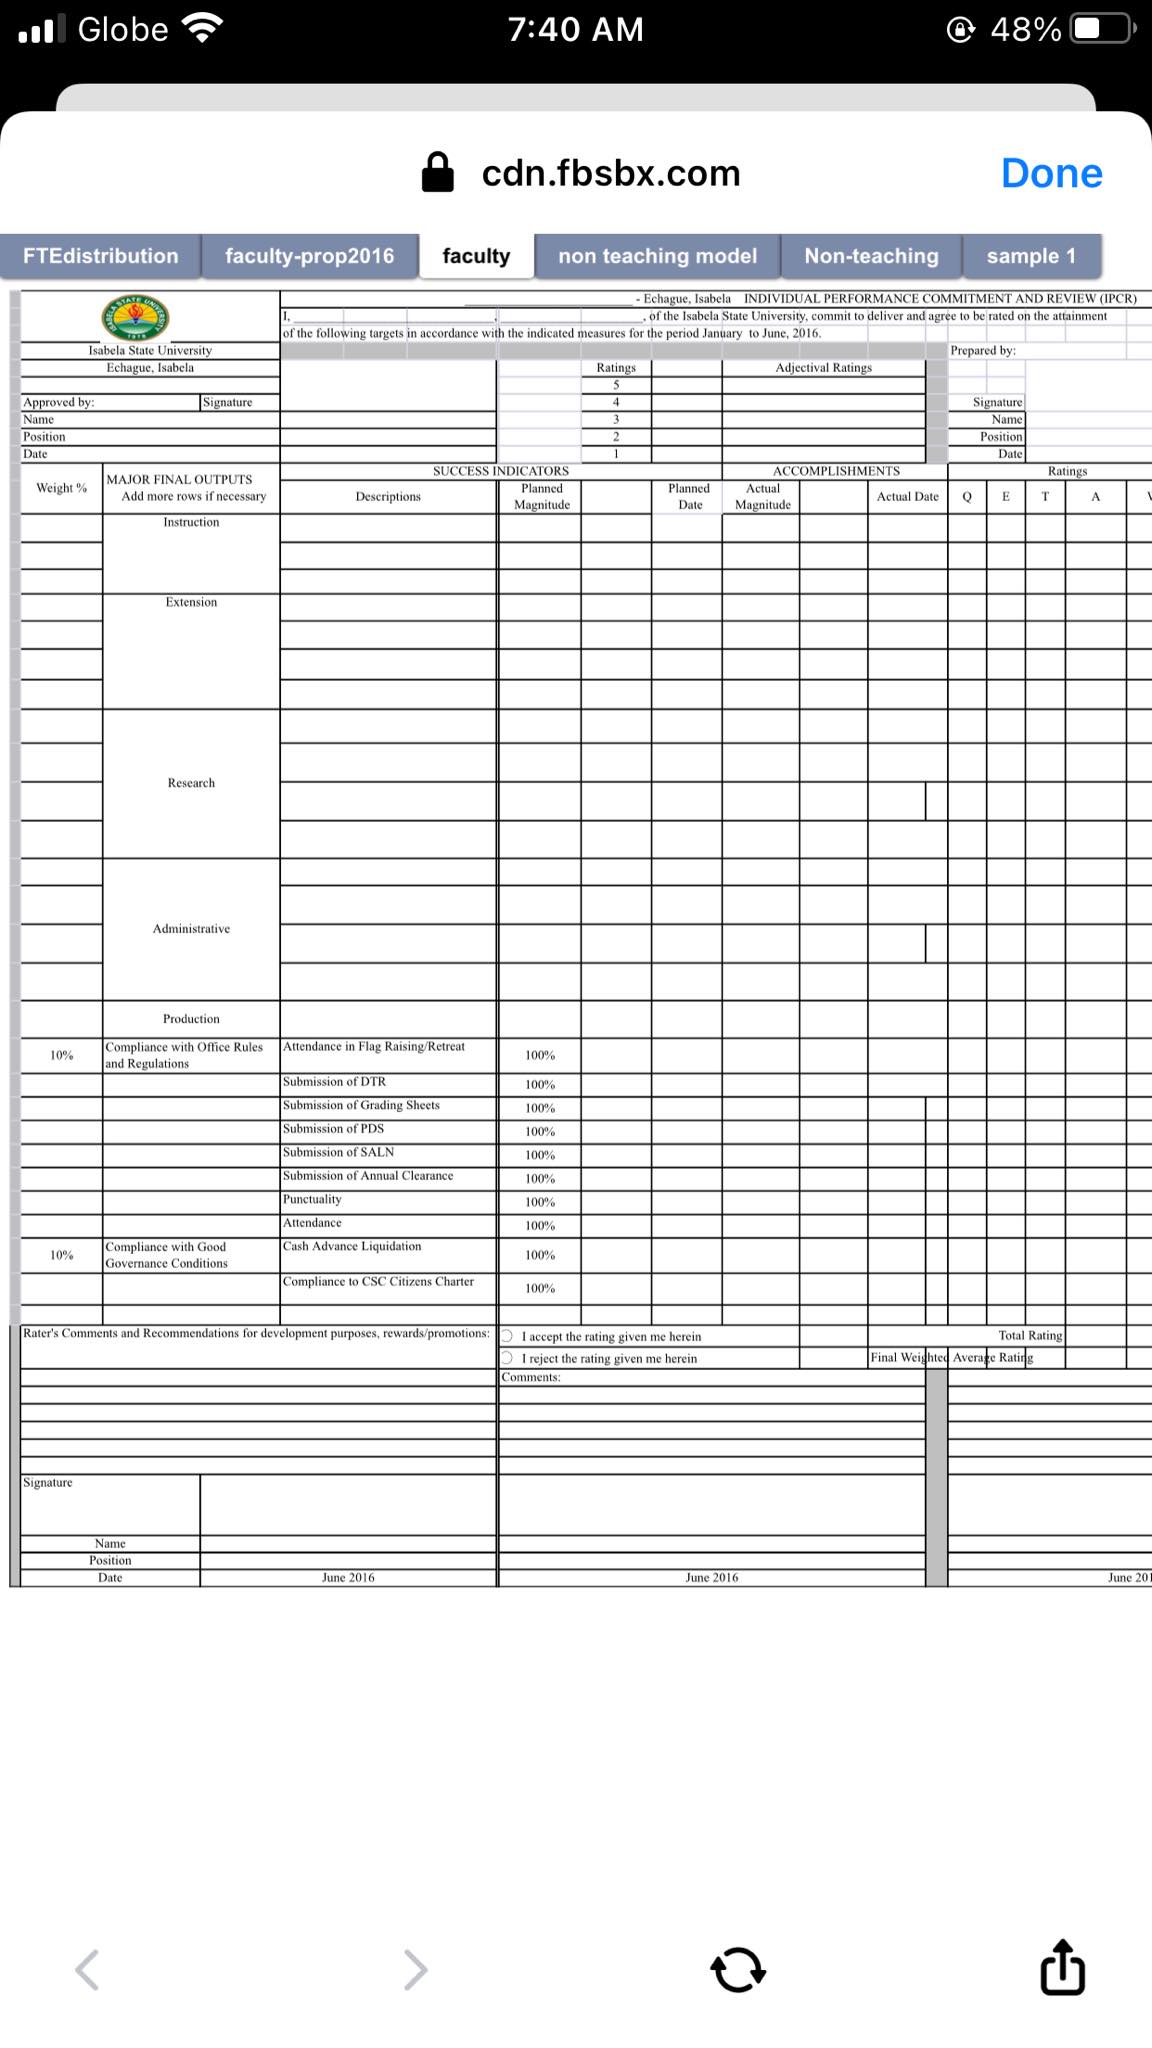 Globe 7:40 AM 48%
cdn.fbsbx.com Done
FTEdistribution faculty-prop2016 faculty non teaching model Non-teaching sample 1
- Echague, Isabela INDIVIDUAL PERFORMANCE COMMITMENT AND REVIEW (IPCR)
ISABELA STATE UNIVERSITY
I, , , of the Isabela State University, commit to deliver and agree to be rated on the attainment
of the following targets in accordance with the indicated measures for the period January to June, 2016.
Isabela State University Prepared by:
Echague, Isabela Ratings Adjectival Ratings
5
Approved by: Signature 4 Signature
Name 3 Name
Position 2 Position
Date 1 Date
SUCCESS INDICATORS ACCOMPLISHMENTS Ratings
Weight % MAJOR FINAL OUTPUTS
Add more rows if necessary
Descriptions Planned Magnitude Planned Date Actual Magnitude Actual Date Q E T A
Instruction
Extension
Research
Administrative
Production
10% Compliance with Office Rules and Regulations Attendance in Flag Raising/Retreat 100%
Submission of DTR 100%
Submission of Grading Sheets 100%
Submission of PDS 100%
Submission of SALN 100%
Submission of Annual Clearance 100%
Punctuality 100%
Attendance 100%
10% Compliance with Good Governance Conditions Cash Advance Liquidation 100%
Compliance to CSC Citizens Charter 100%
Rater's Comments and Recommendations for development purposes, rewards/promotions: I accept the rating given me herein Total Rating
I reject the rating given me herein Final Weighted Average Rating
Comments:
Signature
Name
Position
Date June 2016 June 2016 June 201